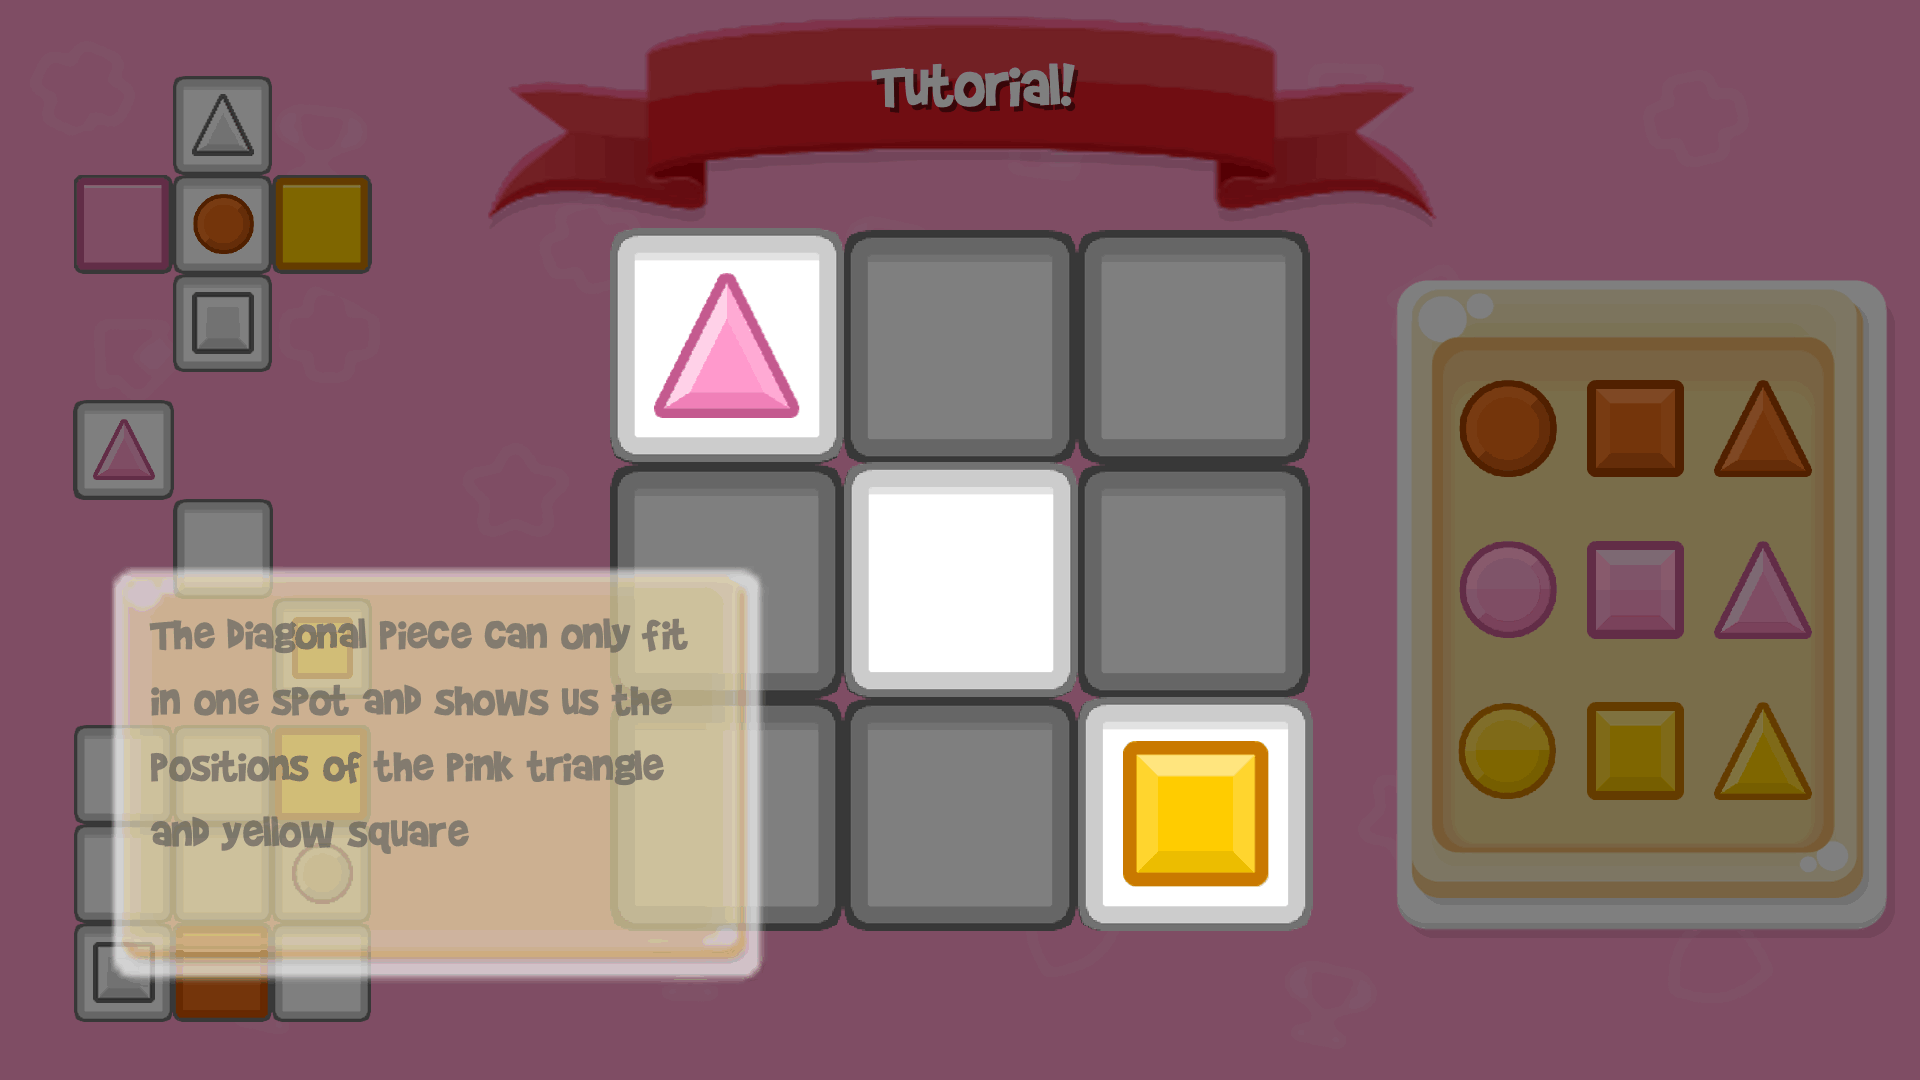 Tutorial!
The Diagonal Piece can only fit
in one spot and shows us the
Positions of the Pink triangle
and yellow square